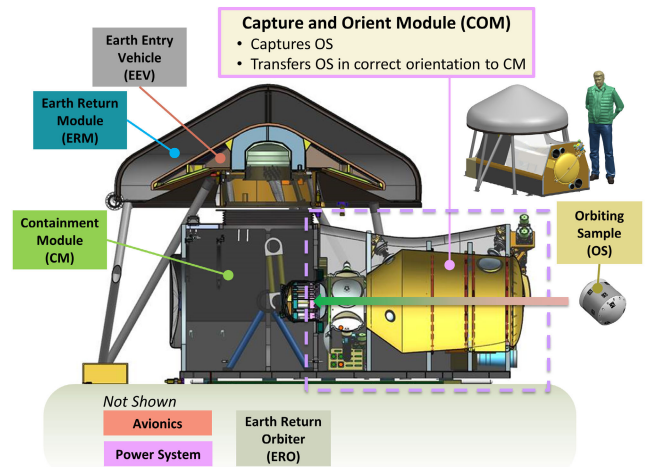 Capture and Orient Module (COM)
• Captures OS
• Transfers OS in correct orientation to CM
Earth Entry
Vehicle
(EEV)
Earth Return
Module
(ERM)
Containment
Module
(CM)
Orbiting
Sample
(OS)
Not Shown
Avionics
Power System
Earth Return
Orbiter
(ERO)